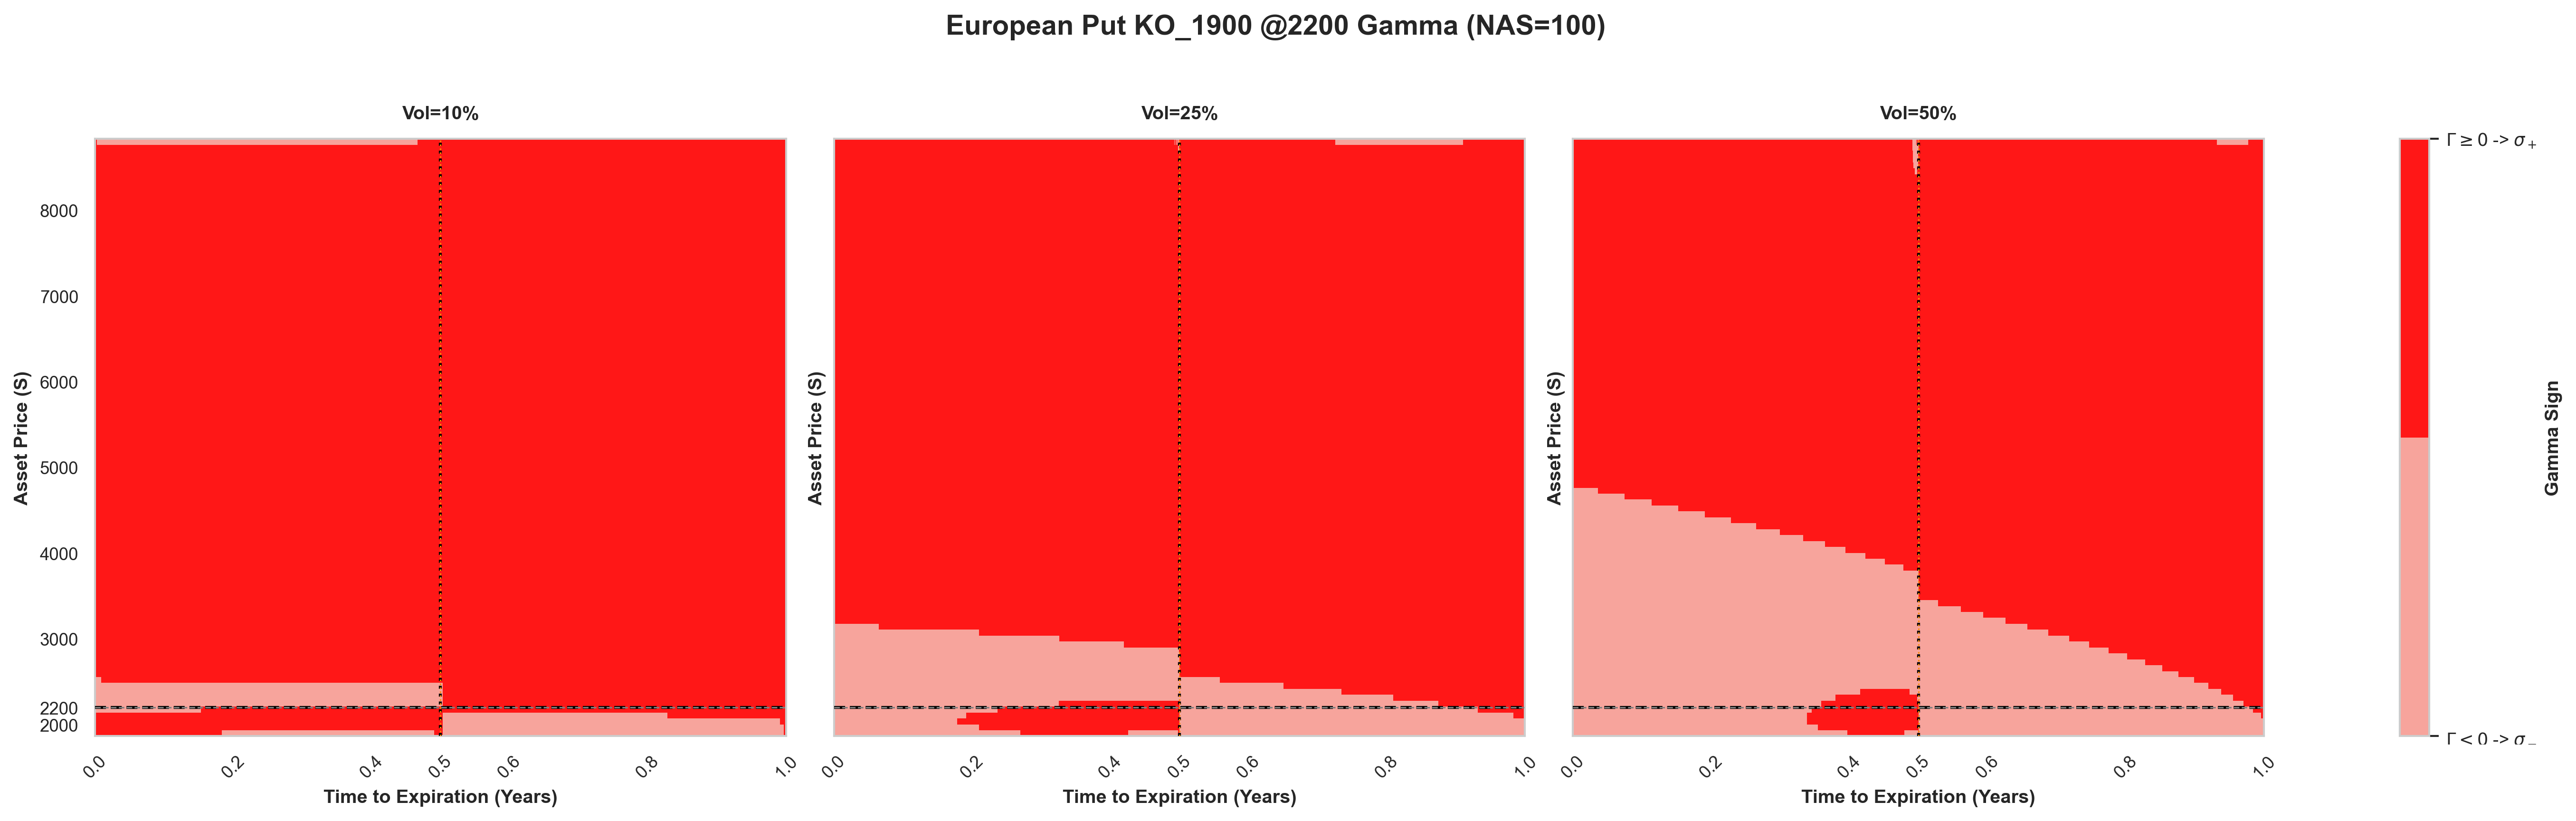 European Put KO_1900 @2200 Gamma (NAS=100)
Vol=10%
Vol=25%
Vol=50%
Asset Price (S)
8000
7000
6000
5000
4000
3000
2200
2000
0.0 0.2 0.4 0.5 0.6 0.8 1.0
Time to Expiration (Years)
Asset Price (S)
0.0 0.2 0.4 0.5 0.6 0.8 1.0
Time to Expiration (Years)
Asset Price (S)
0.0 0.2 0.4 0.5 0.6 0.8 1.0
Time to Expiration (Years)
Γ ≥ 0 -> σ₊
Γ < 0 -> σ₋
Gamma Sign